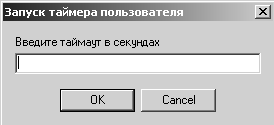 Запуск таймера пользователя
Введите таймаут в секундах
OK
Cancel